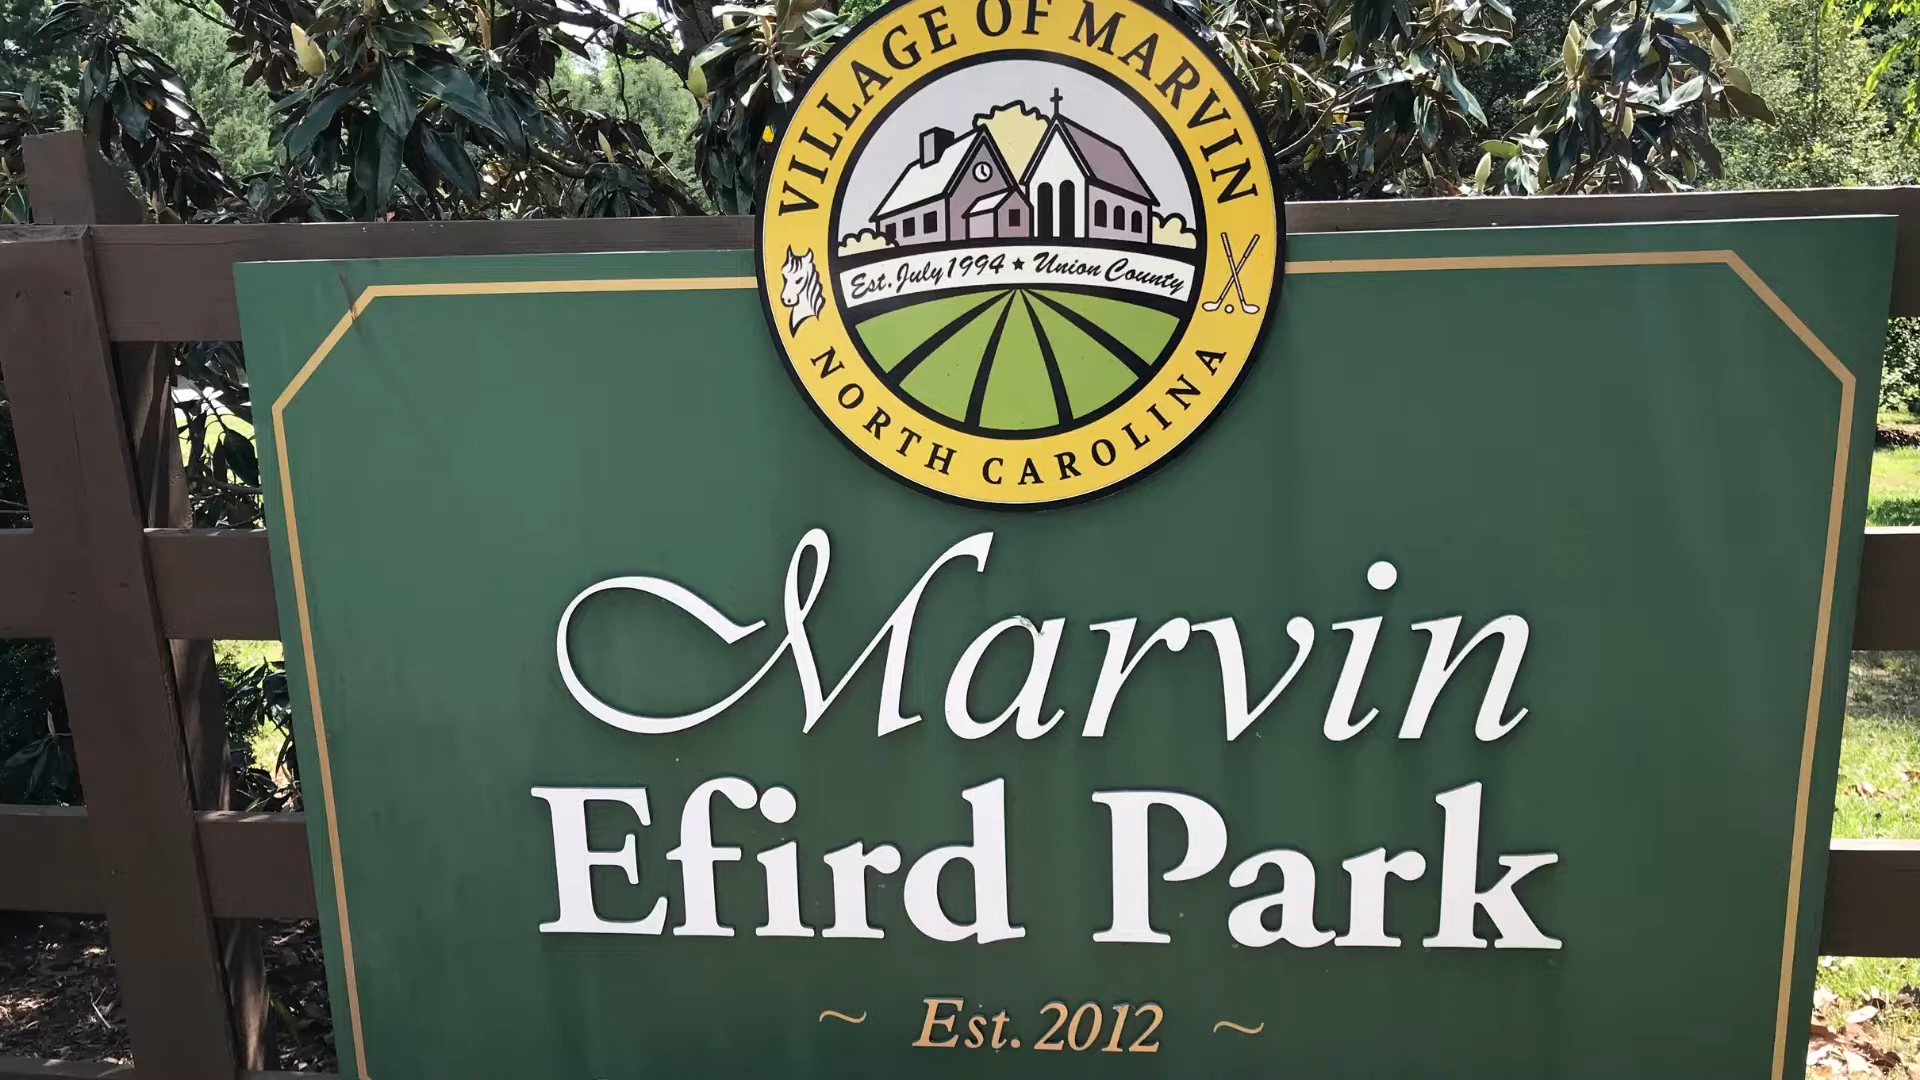 VILLAGE OF MARVIN
Est. July 1994 ★ Union County
NORTH CAROLINA
Marvin
Efird Park
~ Est. 2012 ~